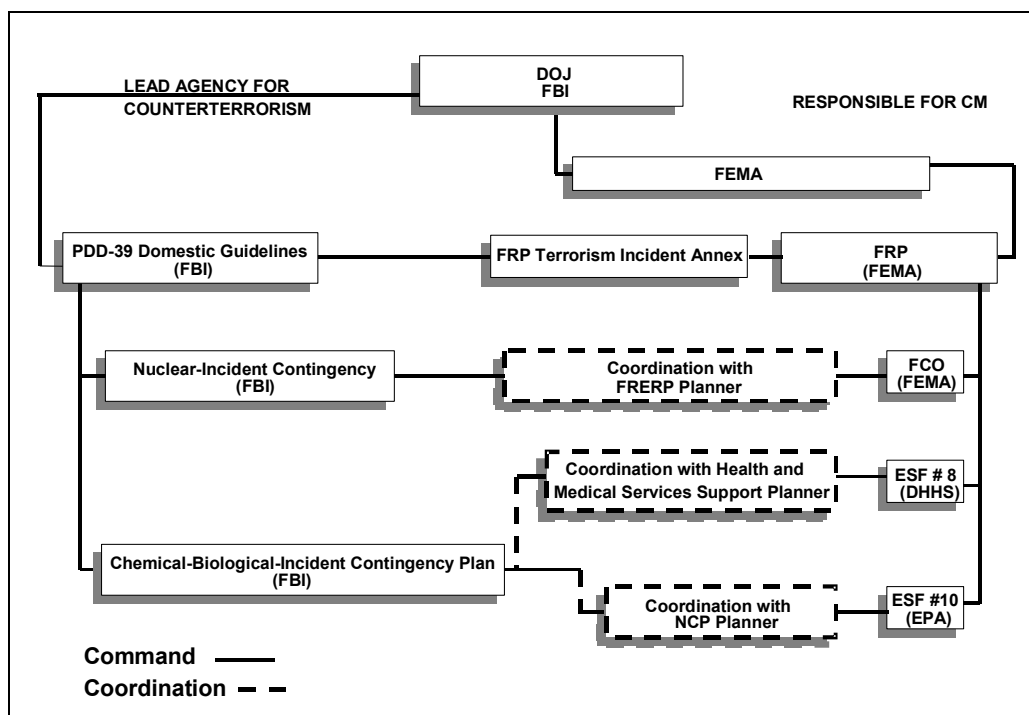 DOJ
FBI
LEAD AGENCY FOR
COUNTERTERRORISM
RESPONSIBLE FOR CM
FEMA
PDD-39 Domestic Guidelines
(FBI)
FRP Terrorism Incident Annex
FRP
(FEMA)
Nuclear-Incident Contingency
(FBI)
Coordination with
FRERP Planner
FCO
(FEMA)
Coordination with Health and
Medical Services Support Planner
ESF # 8
(DHHS)
Chemical-Biological-Incident Contingency Plan
(FBI)
Coordination with
NCP Planner
ESF #10
(EPA)
Command
Coordination